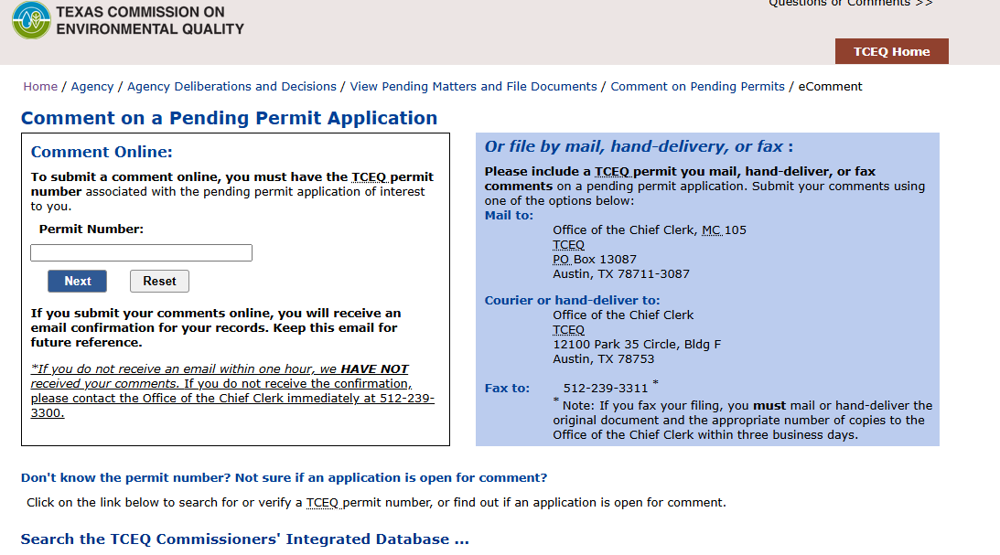 Questions or Comments >>
TEXAS COMMISSION ON
ENVIRONMENTAL QUALITY
TCEQ Home
Home / Agency / Agency Deliberations and Decisions / View Pending Matters and File Documents / Comment on Pending Permits / eComment
Comment on a Pending Permit Application
Comment Online:
To submit a comment online, you must have the TCEQ permit
number associated with the pending permit application of interest
to you.
Permit Number:
Next
Reset
If you submit your comments online, you will receive an
email confirmation for your records. Keep this email for
future reference.
*If you do not receive an email within one hour, we HAVE NOT
received your comments. If you do not receive the confirmation,
please contact the Office of the Chief Clerk immediately at 512-239-
3300.
Or file by mail, hand-delivery, or fax :
Please include a TCEQ permit you mail, hand-deliver, or fax
comments on a pending permit application. Submit your comments using
one of the options below:
Mail to:
Office of the Chief Clerk, MC 105
TCEQ
PO Box 13087
Austin, TX 78711-3087
Courier or hand-deliver to:
Office of the Chief Clerk
TCEQ
12100 Park 35 Circle, Bldg F
Austin, TX 78753
Fax to: 512-239-3311 *
* Note: If you fax your filing, you must mail or hand-deliver the
original document and the appropriate number of copies to the
Office of the Chief Clerk within three business days.
Don't know the permit number? Not sure if an application is open for comment?
Click on the link below to search for or verify a TCEQ permit number, or find out if an application is open for comment.
Search the TCEQ Commissioners' Integrated Database ...